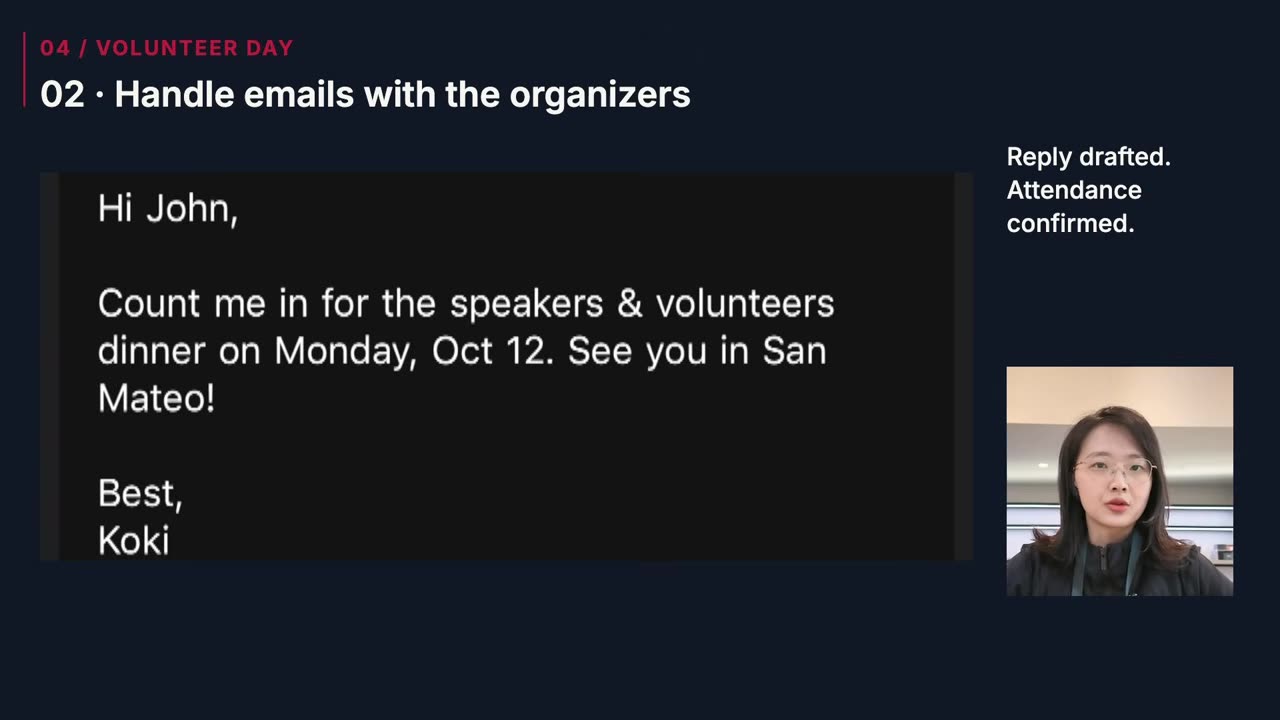 04 / VOLUNTEER DAY
02 · Handle emails with the organizers
Hi John,
Count me in for the speakers & volunteers
dinner on Monday, Oct 12. See you in San
Mateo!
Best,
Koki
Reply drafted.
Attendance
confirmed.